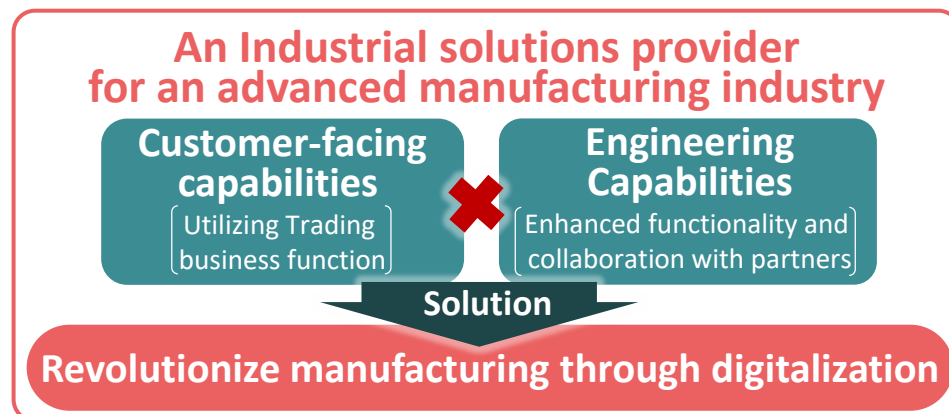 An Industrial solutions provider
for an advanced manufacturing industry
Customer-facing
capabilities
Utilizing Trading
business function
Engineering
Capabilities
Enhanced functionality and
collaboration with partners
Solution
Revolutionize manufacturing through digitalization